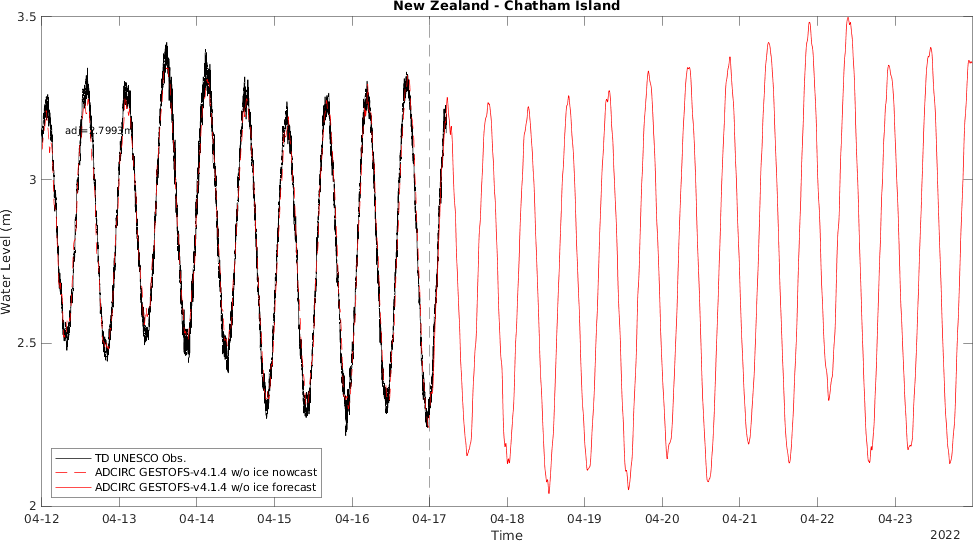 New Zealand - Chatham Island
3.5
adj=2.7993m
3
Water Level (m)
2.5
TD UNESCO Obs.
ADCIRC GESTOFS-v4.1.4 w/o ice nowcast
ADCIRC GESTOFS-v4.1.4 w/o ice forecast
2
04-12 04-13 04-14 04-15 04-16 04-17 04-18 04-19 04-20 04-21 04-22 04-23
Time
2022